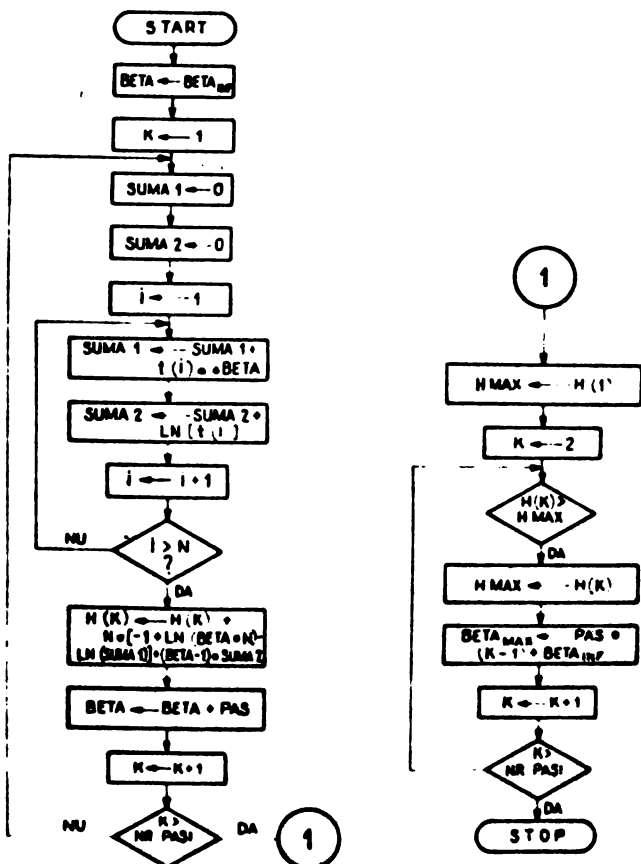 START
BETA ← BETA INF
K ← 1
SUMA 1 ← 0
SUMA 2 ← 0
i ← 1
SUMA 1 ← SUMA 1 +
t (i) * * BETA
SUMA 2 ← SUMA 2 +
LN [ t (i) ]
i ← i + 1
NU
i > N
?
DA
H (K) ← H (K) +
N * [-1 + LN (BETA * N) -
LN (SUMA 1)] + (BETA-1) * SUMA 2
BETA ← BETA + PAS
K ← K + 1
NU
K >
NR PASI
DA
1
1
H MAX ← H (1)
K ← 2
H (K) >
H MAX
DA
H MAX ← H (K)
BETA MAX ← PAS *
(K - 1) + BETA INF
K ← K + 1
K >
NR PASI
DA
STOP